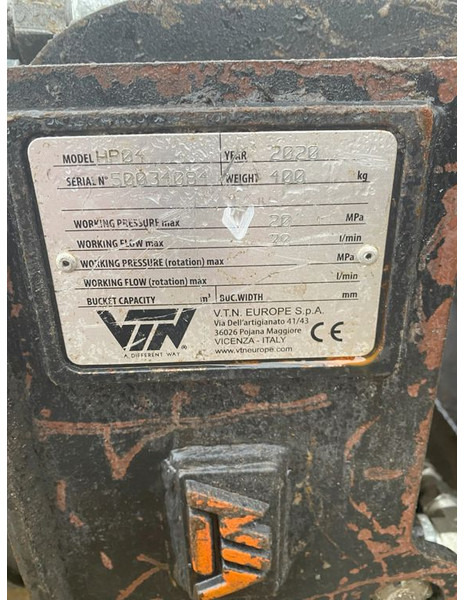 MODEL HP04 YEAR 2020
SERIAL N° SD034084 WEIGHT 400 kg
WORKING PRESSURE max 20 MPa
WORKING FLOW max 70 l/min
WORKING PRESSURE (rotation) max MPa
WORKING FLOW (rotation) max l/min
BUCKET CAPACITY m³ BUC.WIDTH mm
VTN
®
A DIFFERENT WAY
V.T.N. EUROPE S.p.A.
Via Dell'artigianato 41/43
36026 Pojana Maggiore
VICENZA - ITALY
www.vtneurope.com
CE